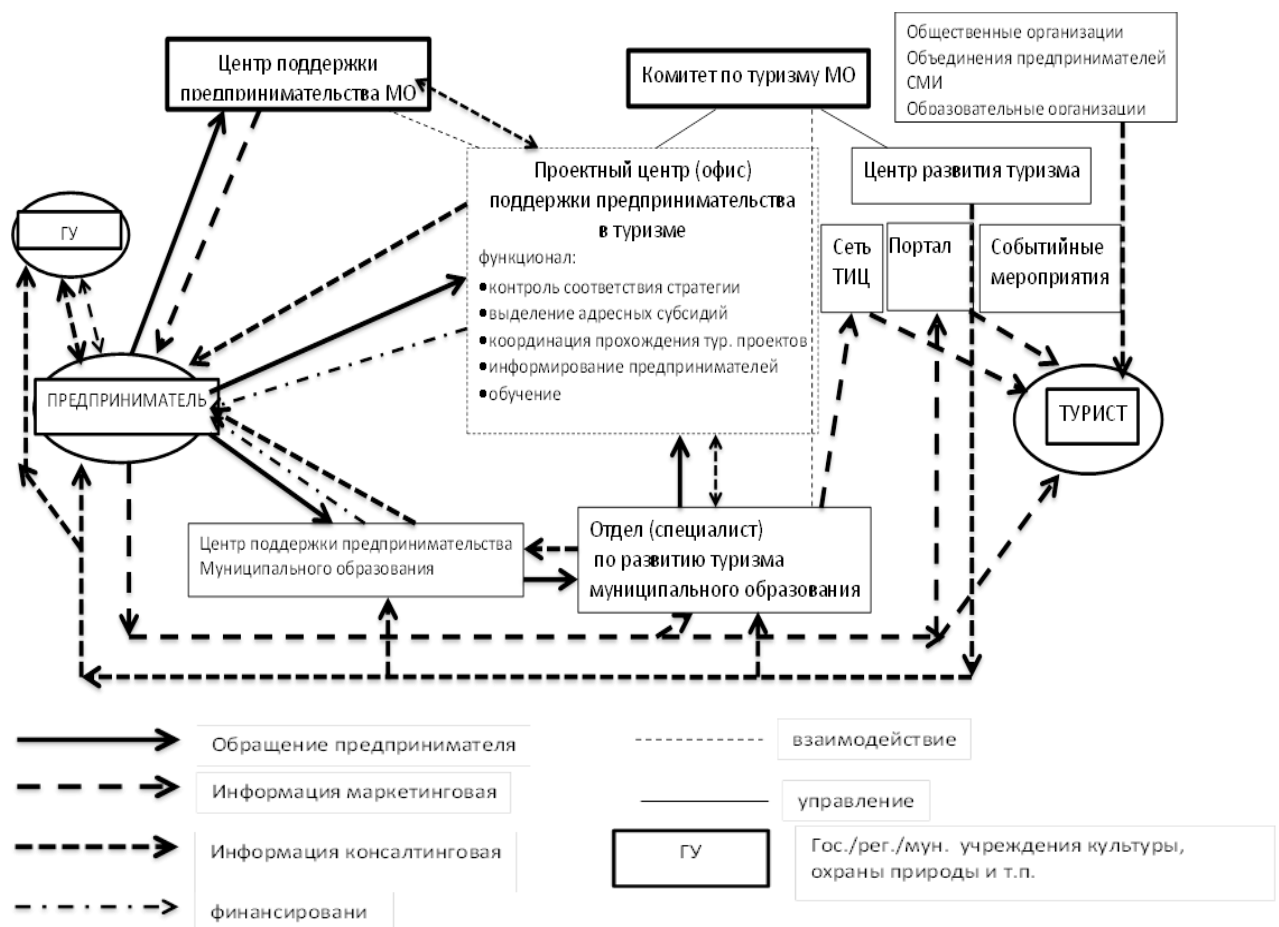 Центр поддержки
предпринимательства МО
Комитет по туризму МО
Общественные организации
Объединения предпринимателей
СМИ
Образовательные организации
Проектный центр (офис)
поддержки предпринимательства
в туризме
функционал:
•контроль соответствия стратегии
•выделение адресных субсидий
•координация прохождения тур. проектов
•информирование предпринимателей
•обучение
Центр развития туризма
ГУ
Сеть
ТИЦ
Портал
Событийные
мероприятия
ПРЕДПРИНИМАТЕЛЬ
ТУРИСТ
Центр поддержки предпринимательства
Муниципального образования
Отдел (специалист)
по развитию туризма
муниципального образования
Обращение предпринимателя
Информация маркетинговая
Информация консалтинговая
финансировани
взаимодействие
управление
ГУ
Гос./рег./мун. учреждения культуры,
охраны природы и т.п.